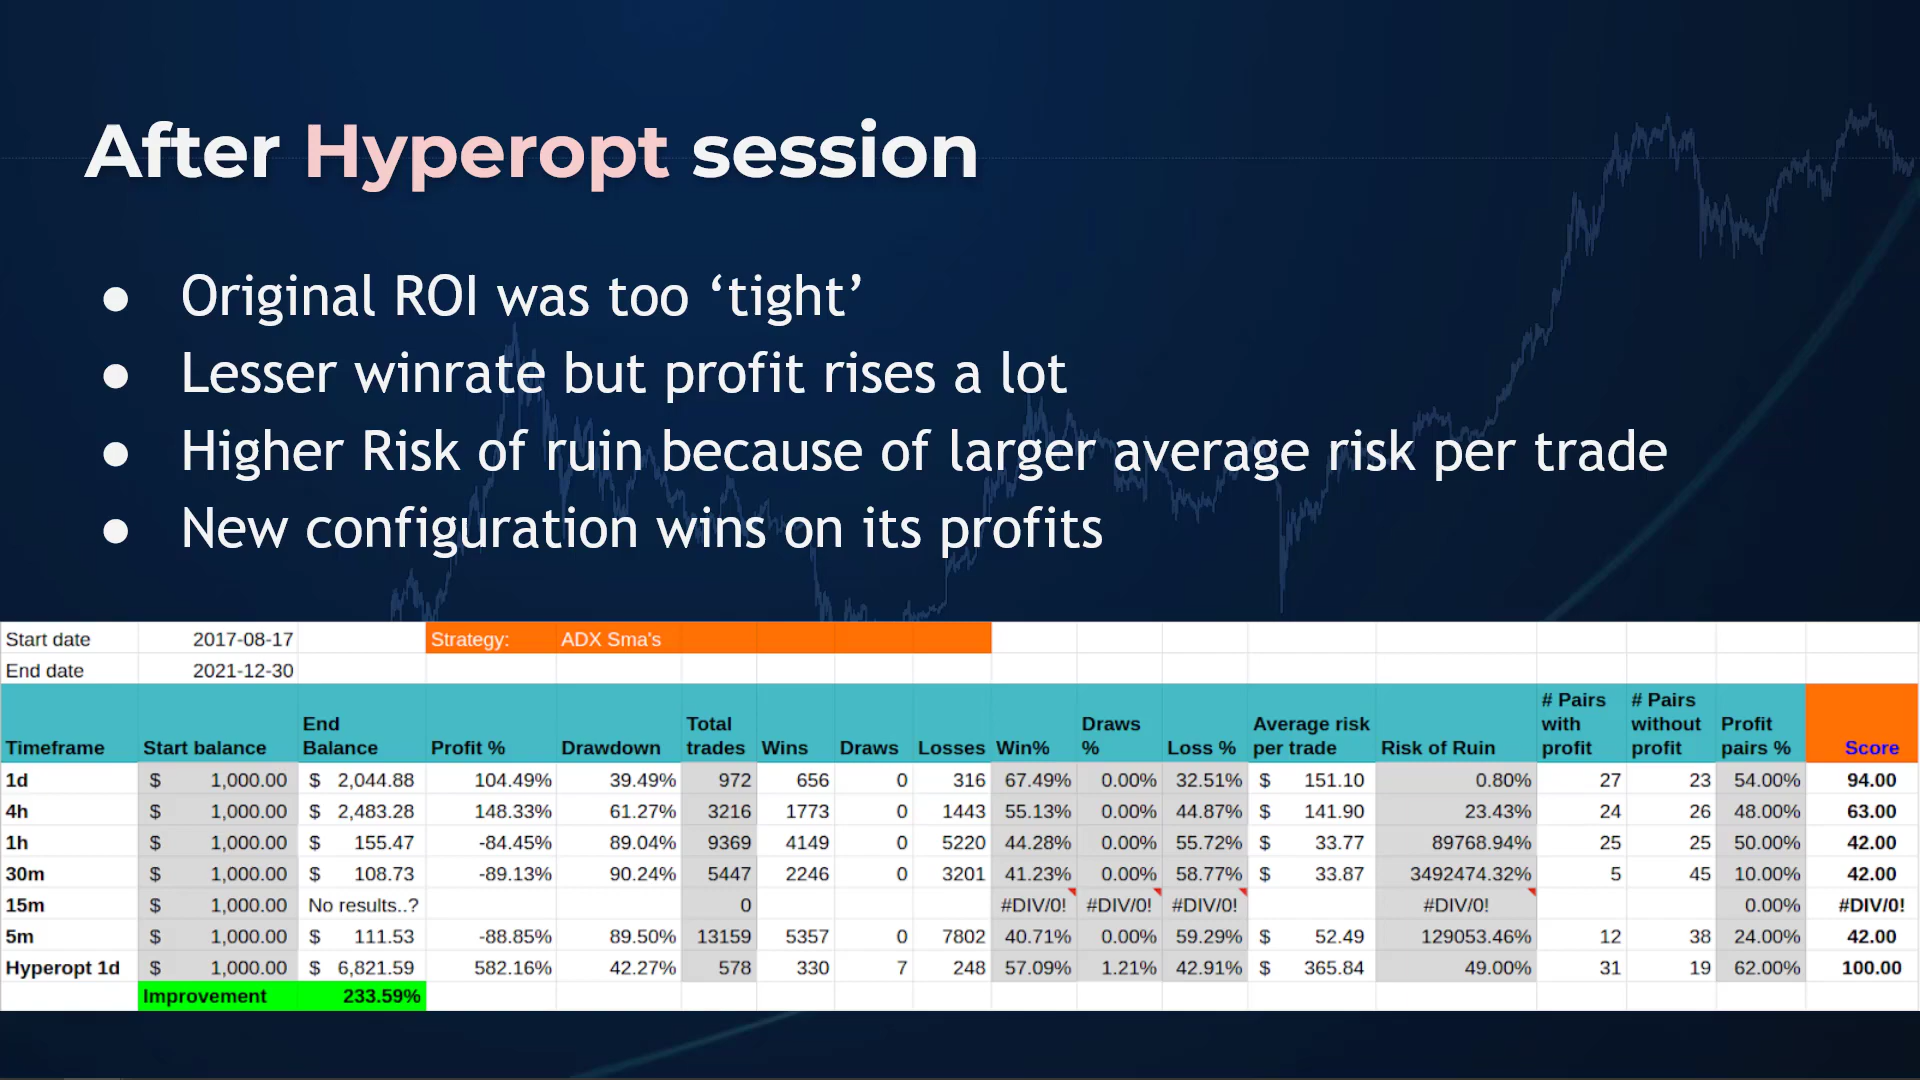 After Hyperopt session
● Original ROI was too ‘tight’
● Lesser winrate but profit rises a lot
● Higher Risk of ruin because of larger average risk per trade
● New configuration wins on its profits
Start date 2017-08-17 Strategy: ADX Sma's
End date 2021-12-30
Timeframe Start balance End Balance Profit % Drawdown Total trades Wins Draws Losses Win% Draws % Loss % Average risk per trade Risk of Ruin # Pairs with profit # Pairs without profit Profit pairs % Score
1d $ 1,000.00 $ 2,044.88 104.49% 39.49% 972 656 0 316 67.49% 0.00% 32.51% $ 151.10 0.80% 27 23 54.00% 94.00
4h $ 1,000.00 $ 2,483.28 148.33% 61.27% 3216 1773 0 1443 55.13% 0.00% 44.87% $ 141.90 23.43% 24 26 48.00% 63.00
1h $ 1,000.00 $ 155.47 -84.45% 89.04% 9369 4149 0 5220 44.28% 0.00% 55.72% $ 33.77 89768.94% 25 25 50.00% 42.00
30m $ 1,000.00 $ 108.73 -89.13% 90.24% 5447 2246 0 3201 41.23% 0.00% 58.77% $ 33.87 3492474.32% 5 45 10.00% 42.00
15m $ 1,000.00 No results..? 0 #DIV/0! #DIV/0! #DIV/0! #DIV/0! 0.00% #DIV/0!
5m $ 1,000.00 $ 111.53 -88.85% 89.50% 13159 5357 0 7802 40.71% 0.00% 59.29% $ 52.49 129053.46% 12 38 24.00% 42.00
Hyperopt 1d $ 1,000.00 $ 6,821.59 582.16% 42.27% 578 330 7 248 57.09% 1.21% 42.91% $ 365.84 49.00% 31 19 62.00% 100.00
Improvement 233.59%